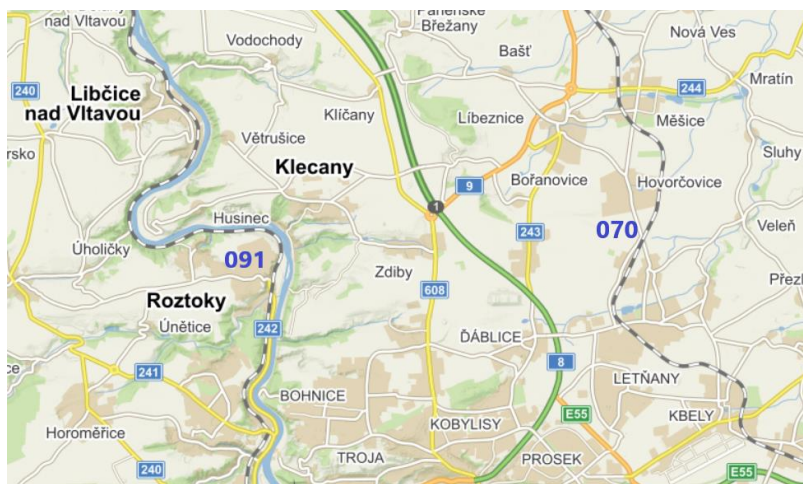 nad Vltavou
Panenské
Břežany
Nová Ves
Vodochody
Bašť
Mratín
240
Libčice
nad Vltavou
244
Klíčany
Líbeznice
Měšice
Větrušice
Sluhy
Klecany
9
Bořanovice
Hovorčovice
1
Husinec
Veleň
Úholičky
091
243
070
Zdiby
608
Roztoky
Únětice
242
ĎÁBLICE
241
8
LETŇANY
BOHNICE
E55
KBELY
KOBYLISY
Horoměřice
240
TROJA
PROSEK
E55